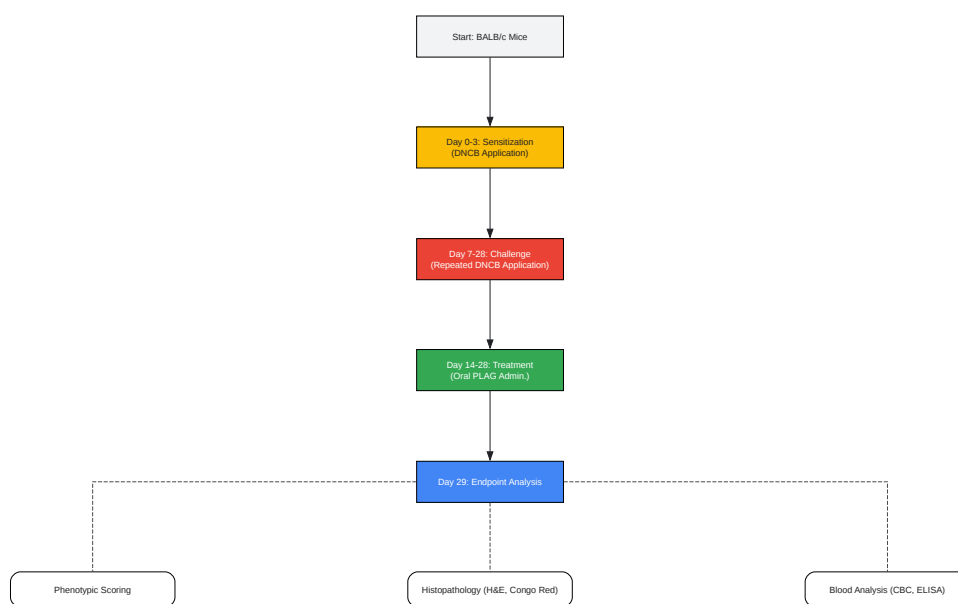 Start: BALB/c Mice
Day 0-3: Sensitization
(DNCB Application)
Day 7-28: Challenge
(Repeated DNCB Application)
Day 14-28: Treatment
(Oral PLAG Admin.)
Day 29: Endpoint Analysis
Phenotypic Scoring
Histopathology (H&E, Congo Red)
Blood Analysis (CBC, ELISA)